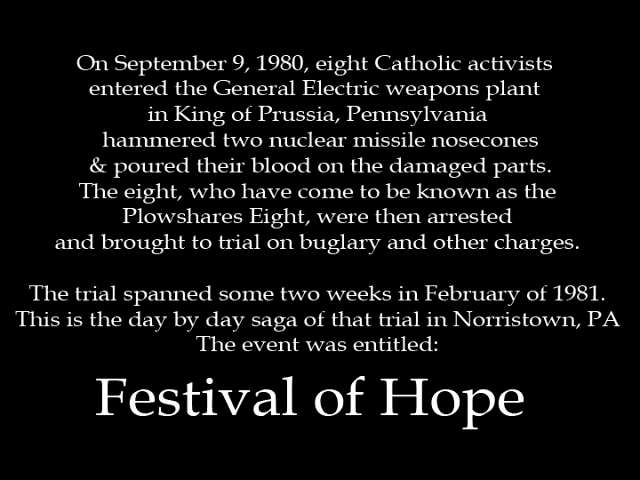 On September 9, 1980, eight Catholic activists
entered the General Electric weapons plant
in King of Prussia, Pennsylvania
hammered two nuclear missile nosecones
& poured their blood on the damaged parts.
The eight, who have come to be known as the
Plowshares Eight, were then arrested
and brought to trial on buglary and other charges.
The trial spanned some two weeks in February of 1981.
This is the day by day saga of that trial in Norristown, PA
The event was entitled:
Festival of Hope